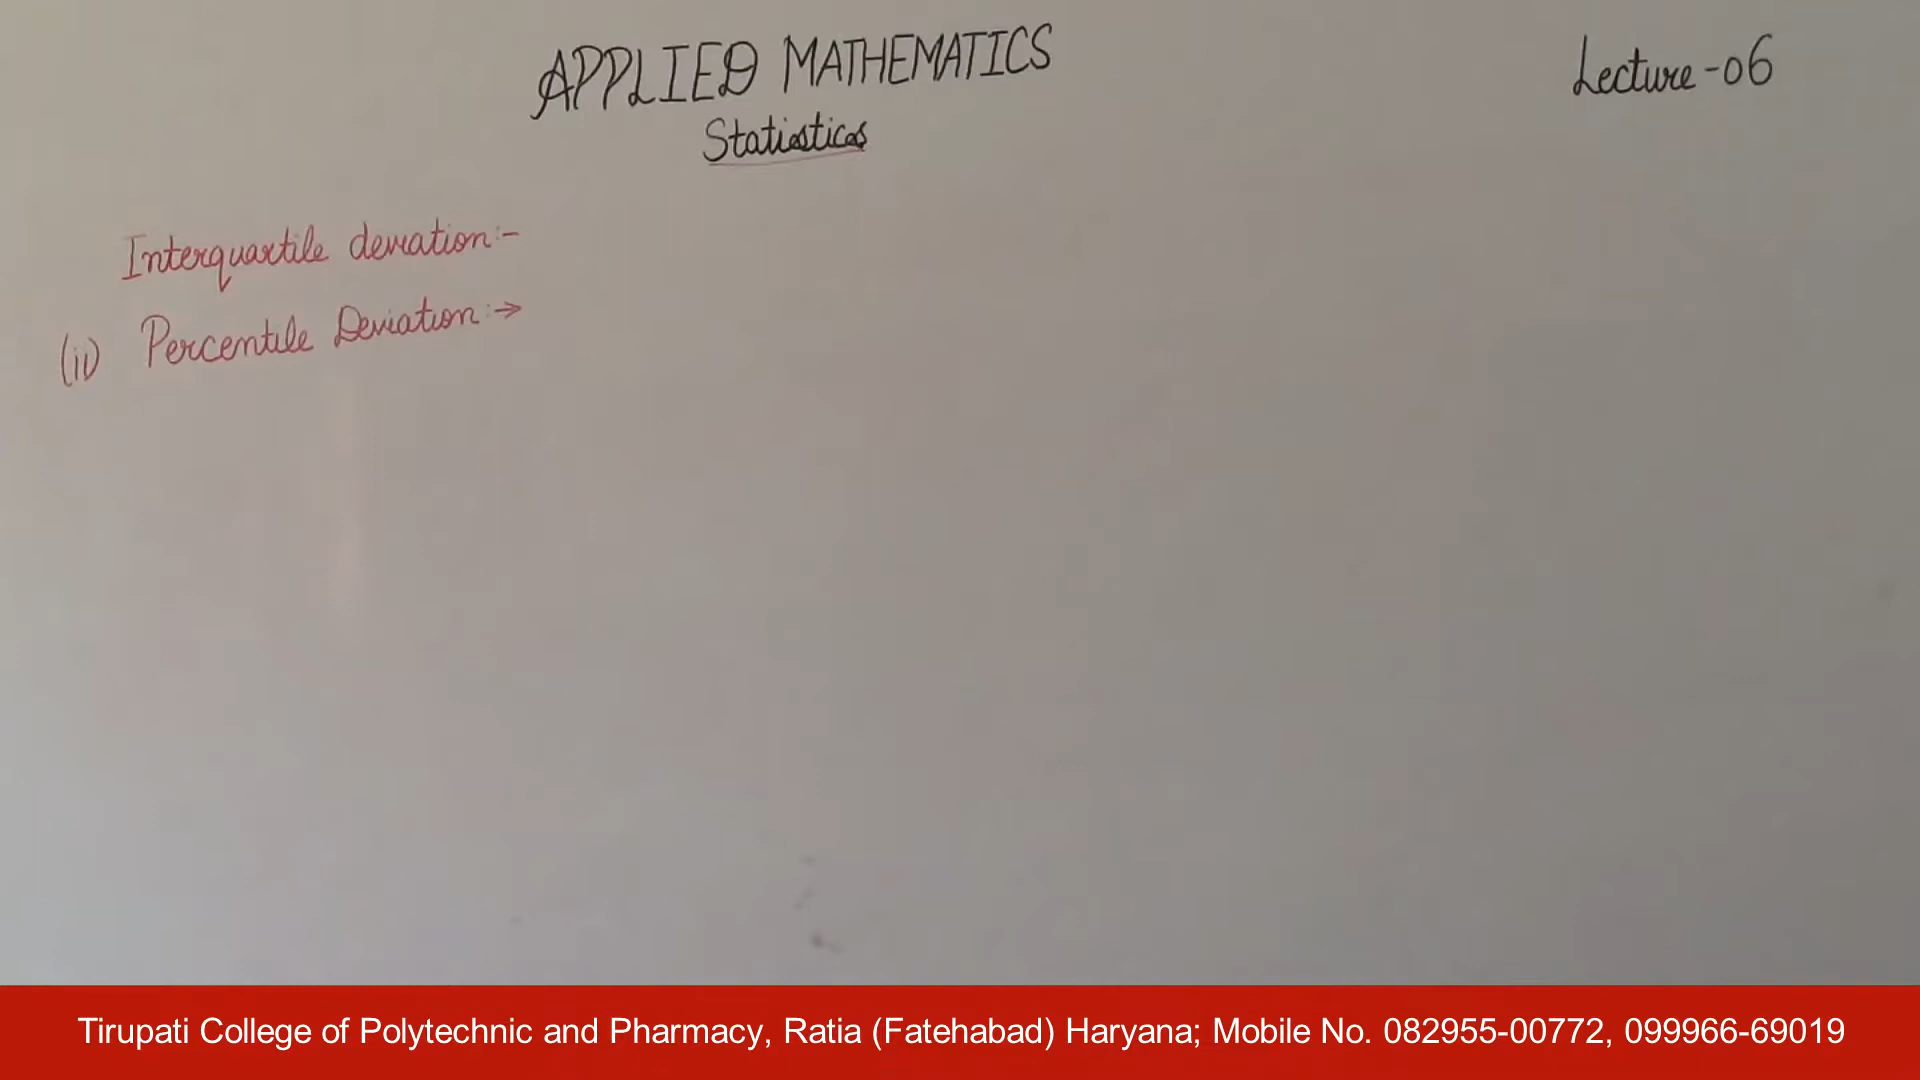 APPLIED MATHEMATICS
Lecture-06
Statistics
Interquartile deviation:-
(ii) Percentile Deviation:→
Tirupati College of Polytechnic and Pharmacy, Ratia (Fatehabad) Haryana; Mobile No. 082955-00772, 099966-69019